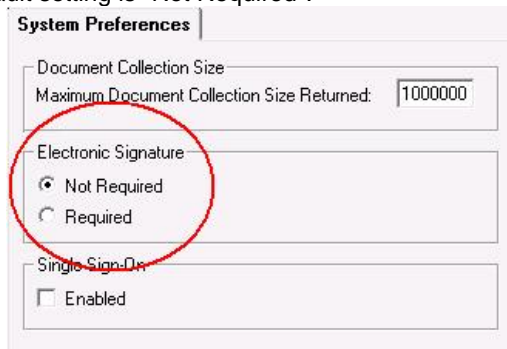 System Preferences
Document Collection Size
Maximum Document Collection Size Returned: 1000000
Electronic Signature
Not Required
Required
Single Sign-On
Enabled